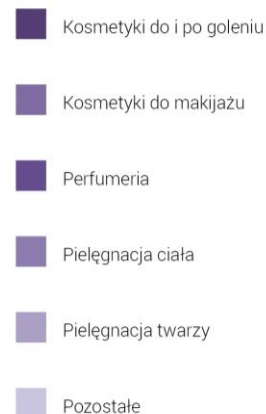 Kosmetyki do i po goleniu
Kosmetyki do makijażu
Perfumeria
Pielęgnacja ciała
Pielęgnacja twarzy
Pozostałe